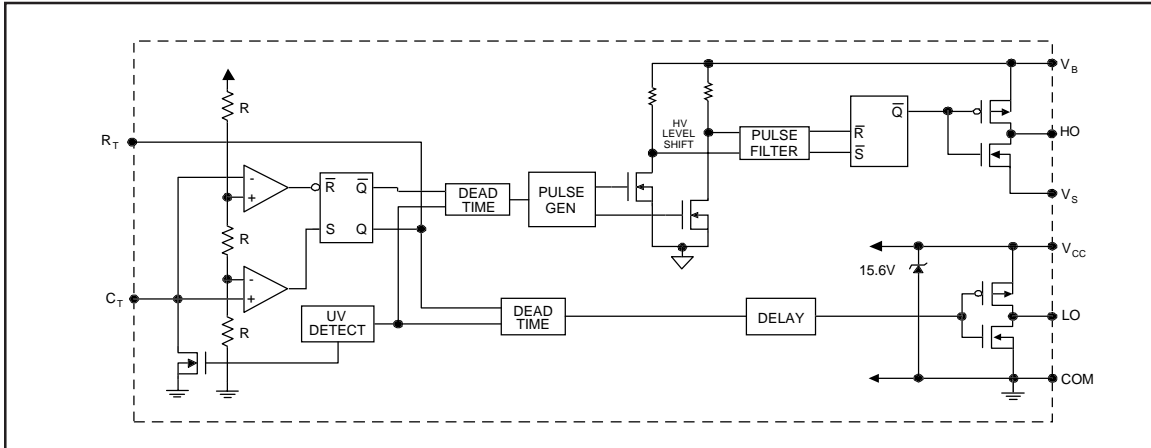 V_B
R
HV
LEVEL
SHIFT
PULSE
FILTER
R̅
S̅
Q̅
HO
R_T
-
+
R̅
S
Q̅
Q
DEAD
TIME
PULSE
GEN
V_S
R
V_CC
15.6V
C_T
-
+
R
UV
DETECT
DEAD
TIME
DELAY
LO
COM